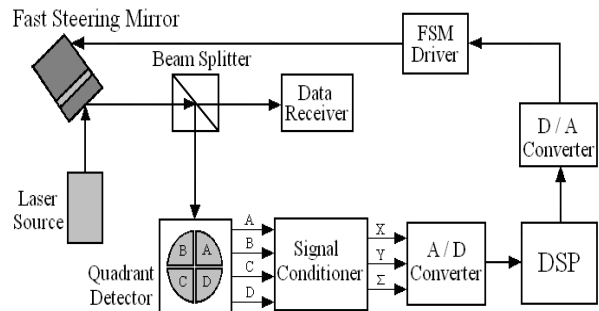 Fast Steering Mirror
FSM
Driver
Beam Splitter
Data
Receiver
D / A
Converter
Laser
Source
Quadrant
Detector
B A
C D
A
B
C
D
Signal
Conditioner
X
Y
Σ
A / D
Converter
DSP